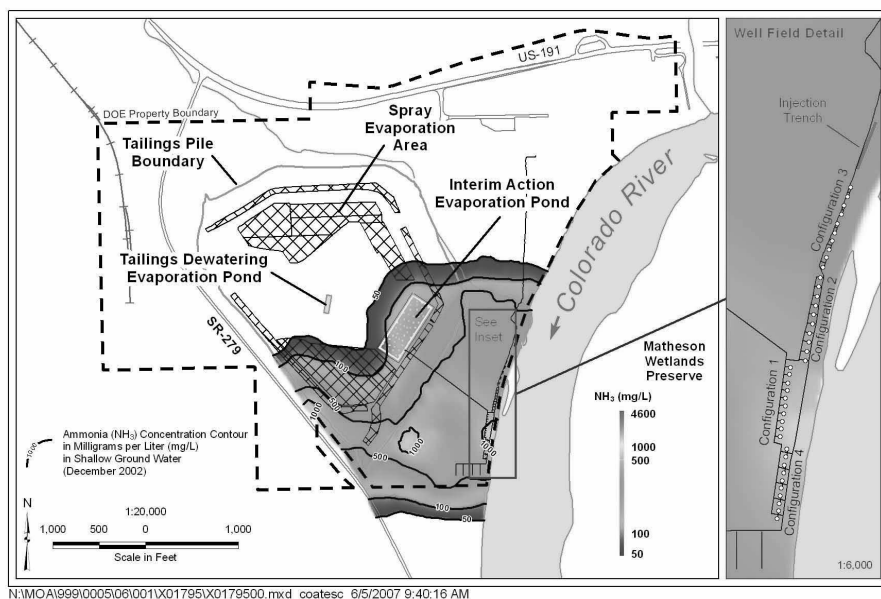 US-191
DOE Property Boundary
Spray
Evaporation
Area
Tailings Pile
Boundary
Interim Action
Evaporation Pond
Tailings Dewatering
Evaporation Pond
Colorado River
SR-279
See
Inset
Matheson
Wetlands
Preserve
50
100
500
1000
1000
1000
500
100
50
NH₃ (mg/L)
4600
1000
500
100
50
1000
Ammonia (NH₃) Concentration Contour
in Milligrams per Liter (mg/L)
in Shallow Ground Water
(December 2002)
N
1:20,000
1,000 500 0 1,000
Scale in Feet
Well Field Detail
Injection
Trench
Configuration 3
Configuration 2
Configuration 1
Configuration 4
1:6,000
N:\MOA\999\0005\06\001\X01795\X0179500.mxd coatesc 6/5/2007 9:40:16 AM